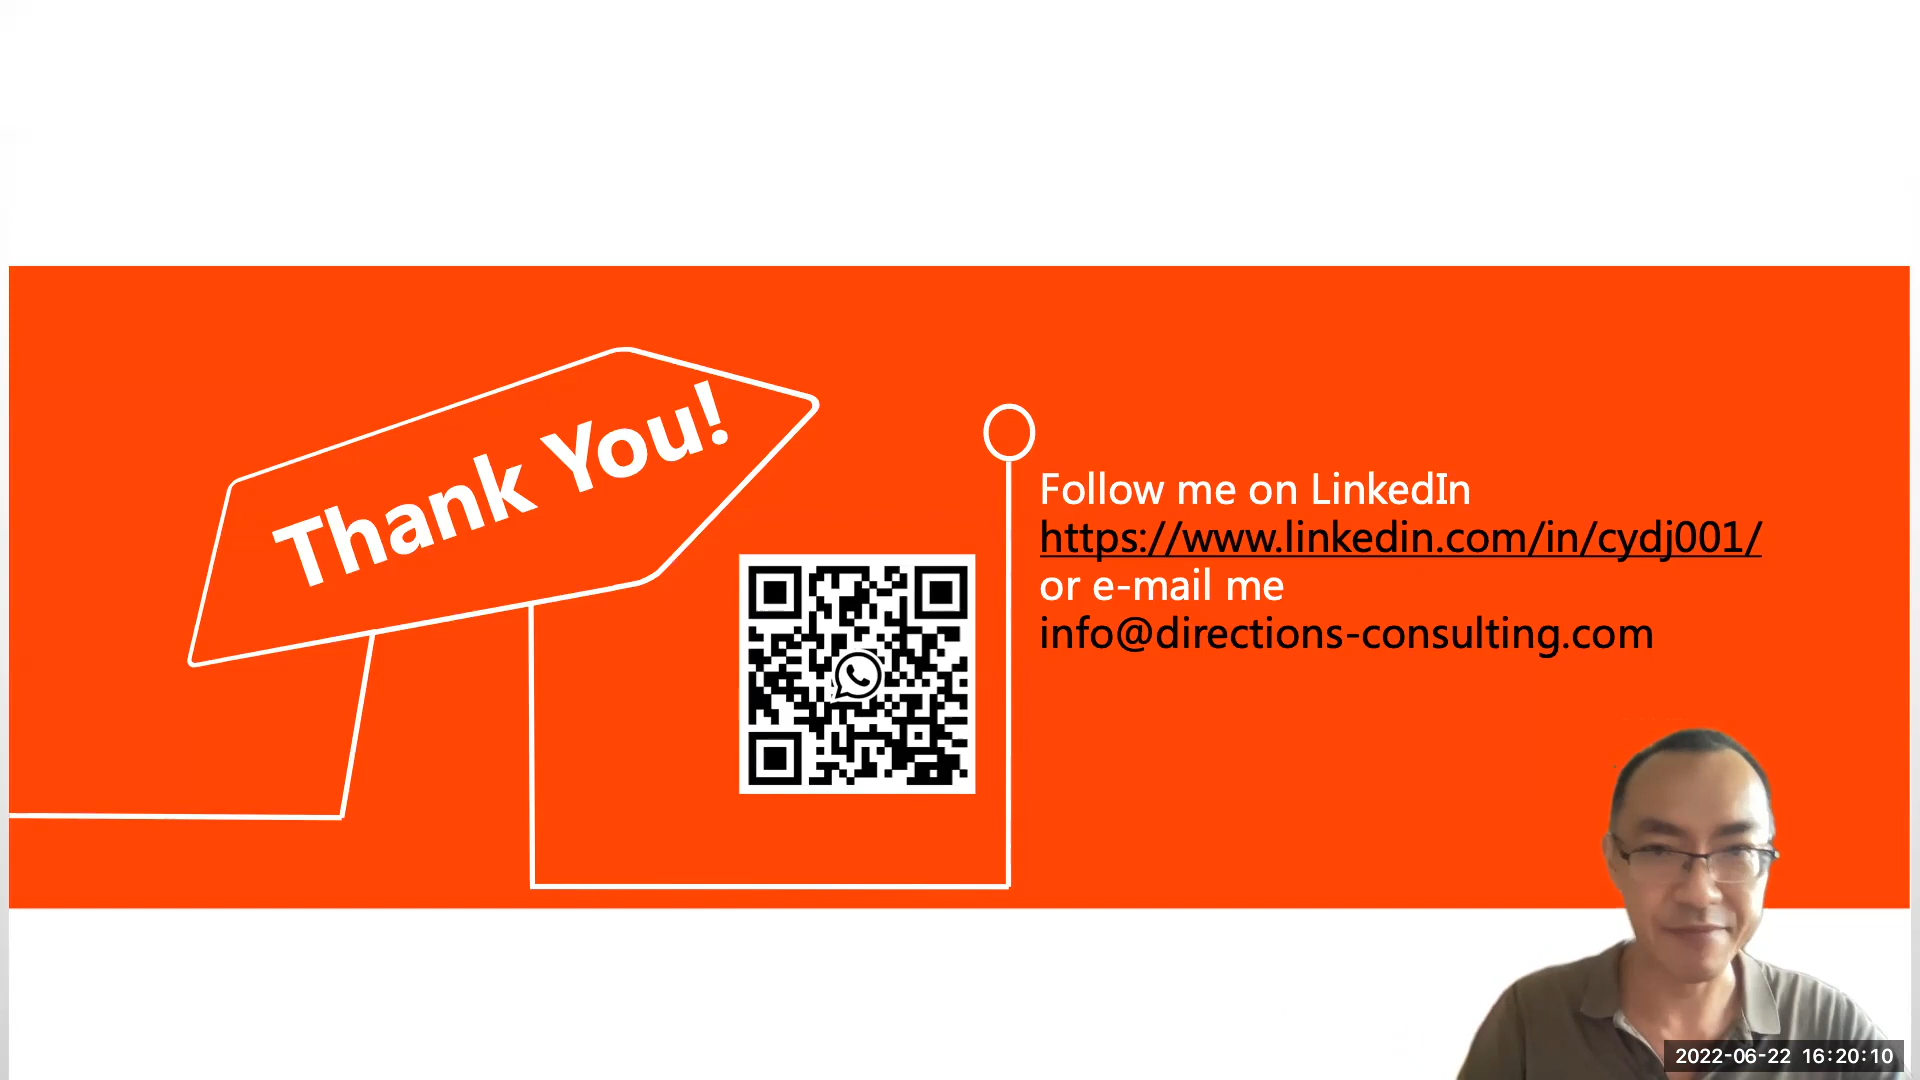 Thank You!
Follow me on LinkedIn
https://www.linkedin.com/in/cydj001/
or e-mail me
info@directions-consulting.com
2022-06-22 16:20:10